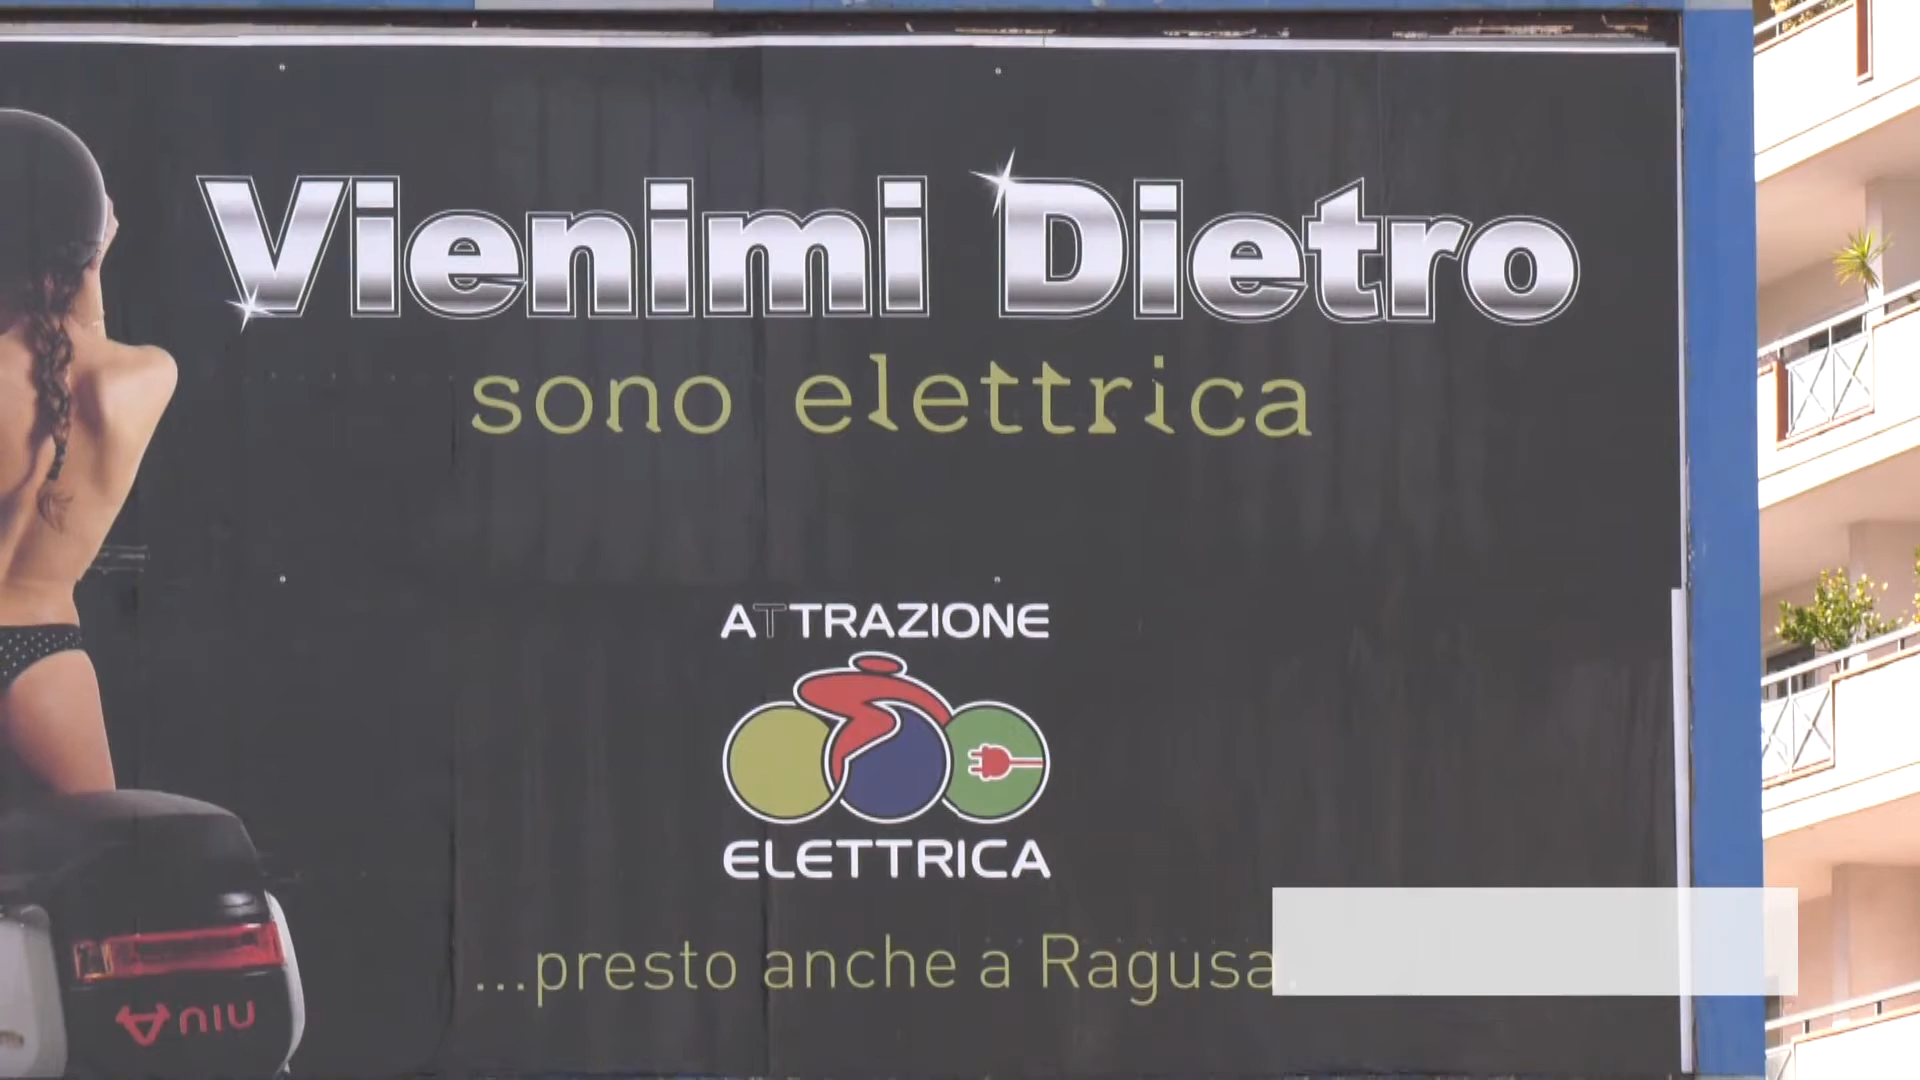 Vienimi Dietro
sono elettrica
ATTRAZIONE
ELETTRICA
...presto anche a Ragusa.
niu